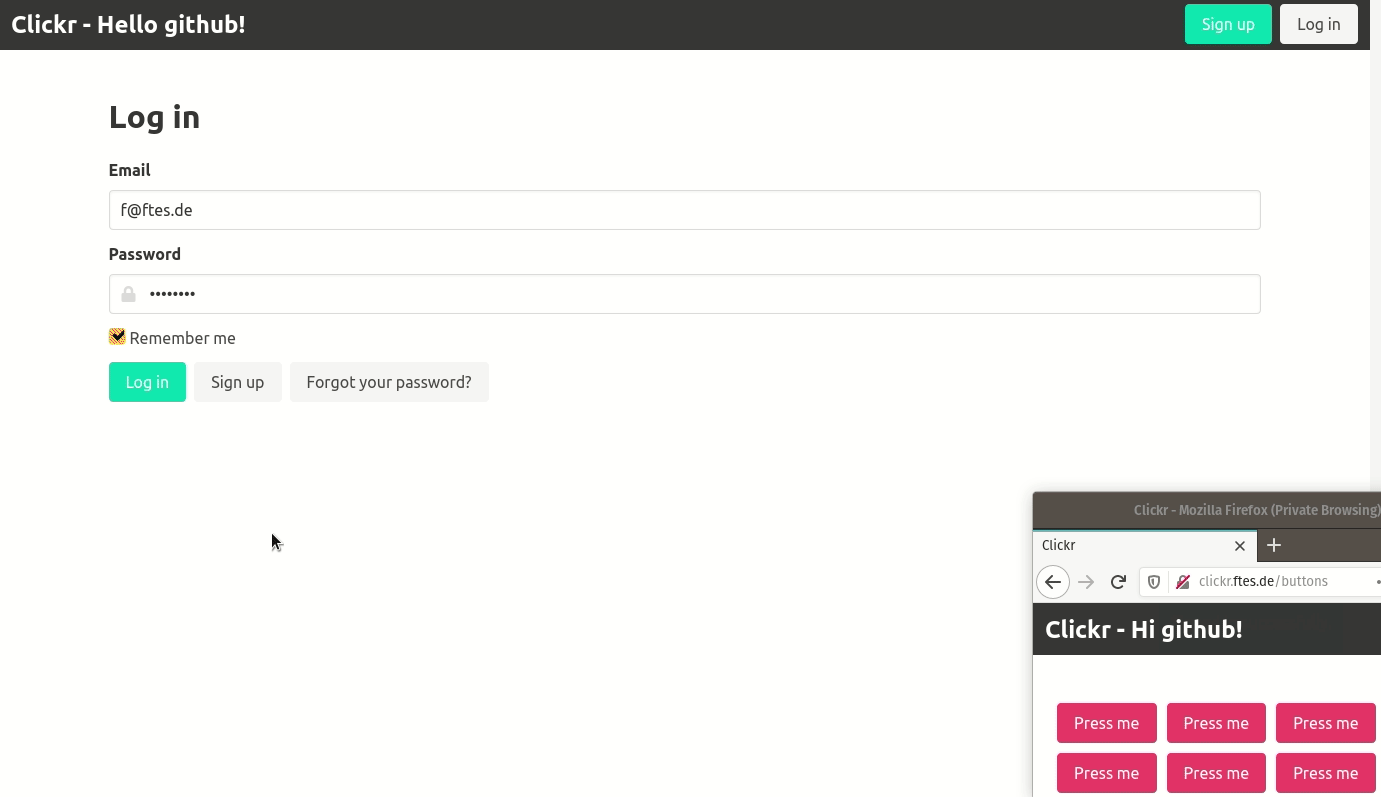 Clickr - Hello github!
Sign up
Log in
Log in
Email
f@ftes.de
Password
••••••••
Remember me
Log in
Sign up
Forgot your password?
Clickr - Mozilla Firefox (Private Browsing)
Clickr
clickr.ftes.de/buttons
Clickr - Hi github!
Press me Press me Press me
Press me Press me Press me